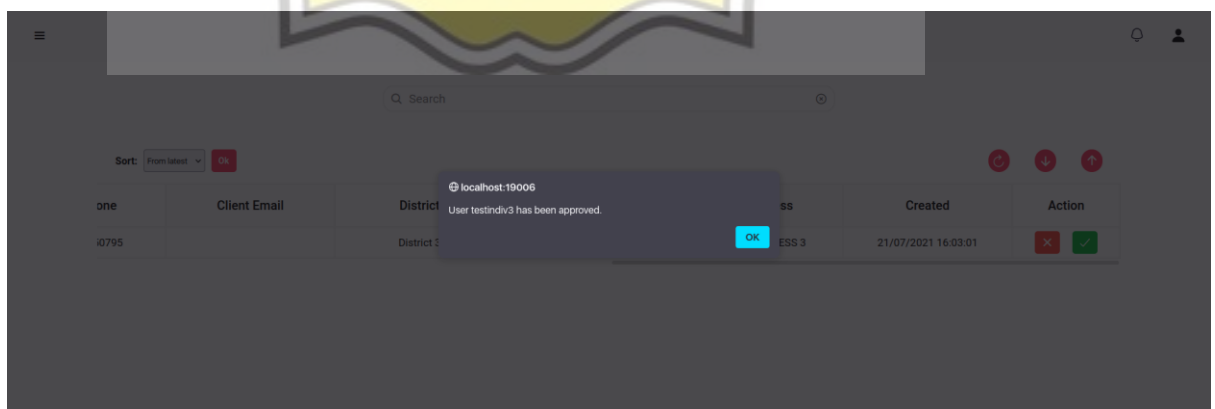 Search
Sort: From latest Ok
one Client Email District ss Created Action
50795 District 3 ESS 3 21/07/2021 16:03:01
localhost:19006
User testindiv3 has been approved.
OK